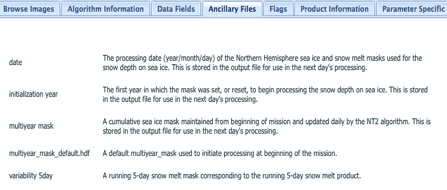 Browse Images
Algorithm Information
Data Fields
Ancillary Files
Flags
Product Information
Parameter Specific
date
The processing date (year/month/day) of the Northern Hemisphere sea ice and snow melt masks used for the
snow depth on sea ice. This is stored in the output file for use in the next day's processing.
initialization year
The first year in which the mask was set, or reset, to begin processing the snow depth on sea ice. This is stored
in the output file for use in the next day's processing.
multiyear mask
A cumulative sea ice mask maintained from beginning of mission and updated daily by the NT2 algorithm. This is
stored in the output file for use in the next day's processing.
multiyear_mask_default.hdf
A default multiyear_mask used to initiate processing at beginning of the mission.
variability 5day
A running 5-day snow melt mask corresponding to the running 5-day snow melt product.